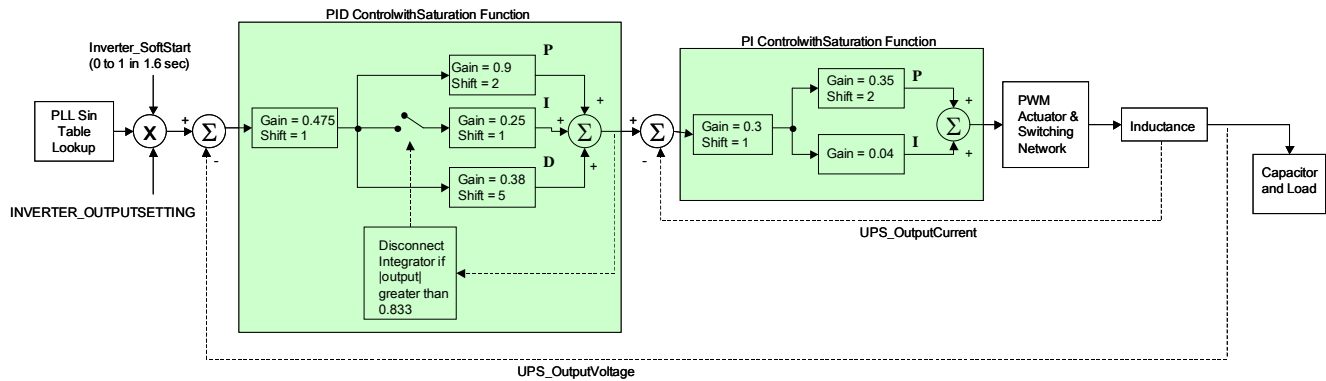 PID ControlwithSaturation Function
Inverter_SoftStart
(0 to 1 in 1.6 sec)
PLL Sin
Table
Lookup
X
INVERTER_OUTPUTSETTING
+
Σ
-
Gain = 0.475
Shift = 1
P
Gain = 0.9
Shift = 2
I
Gain = 0.25
Shift = 1
D
Gain = 0.38
Shift = 5
+
+
+
Σ
Disconnect
Integrator if
|output|
greater than
0.833
+
Σ
-
PI ControlwithSaturation Function
Gain = 0.3
Shift = 1
P
Gain = 0.35
Shift = 2
I
Gain = 0.04
+
+
Σ
PWM
Actuator &
Switching
Network
Inductance
Capacitor
and Load
UPS_OutputCurrent
UPS_OutputVoltage